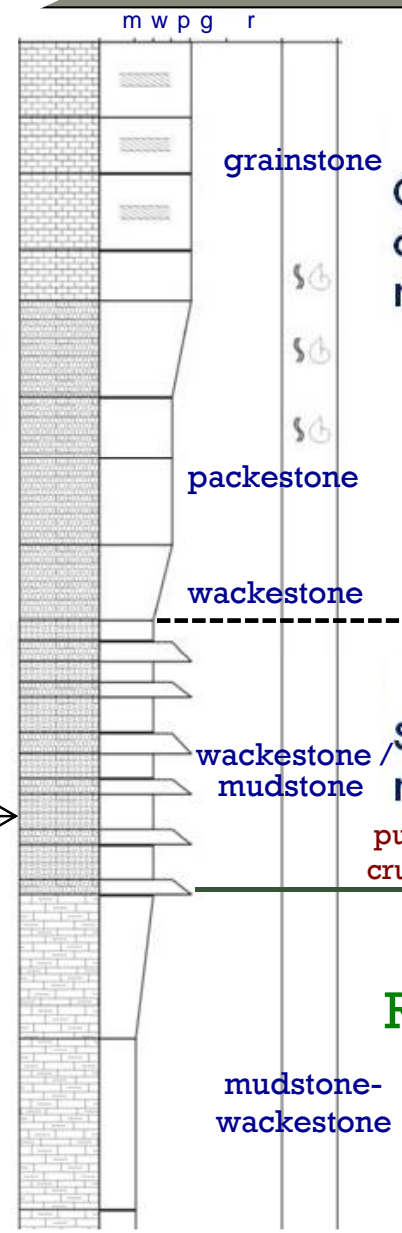 m w p g r
grainstone
packestone
wackestone
wackestone /
mudstone
mudstone-
wackestone